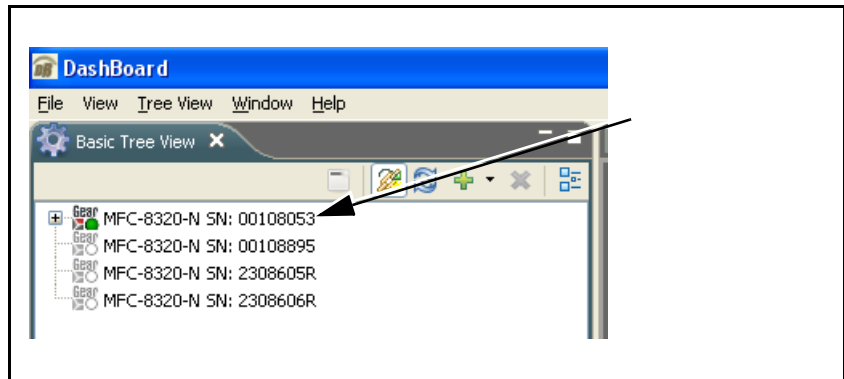 DashBoard
File View Tree View Window Help
Basic Tree View
Gear MFC-8320-N SN: 00108053
Gear MFC-8320-N SN: 00108895
Gear MFC-8320-N SN: 2308605R
Gear MFC-8320-N SN: 2308606R